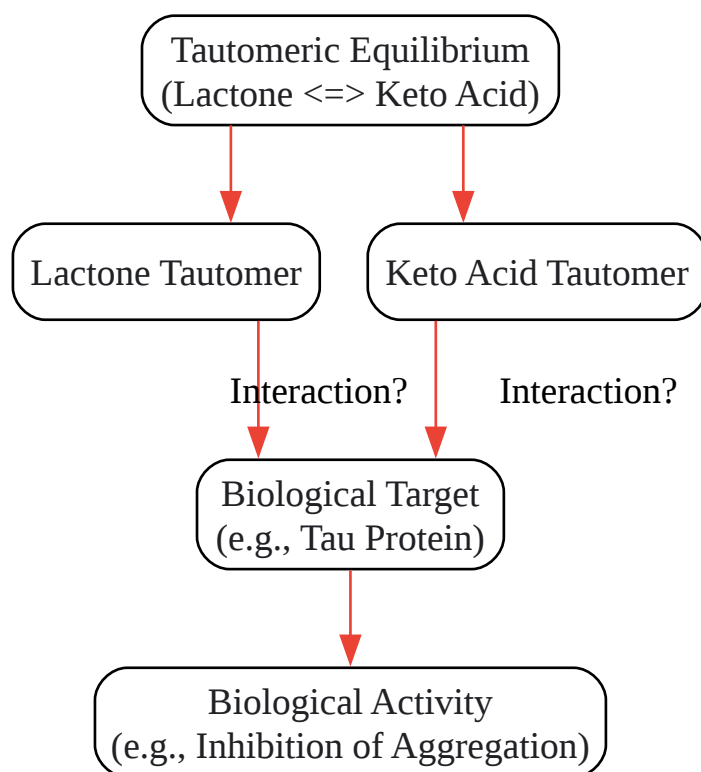 Tautomeric Equilibrium
(Lactone <=> Keto Acid)
Lactone Tautomer
Keto Acid Tautomer
Interaction?
Interaction?
Biological Target
(e.g., Tau Protein)
Biological Activity
(e.g., Inhibition of Aggregation)